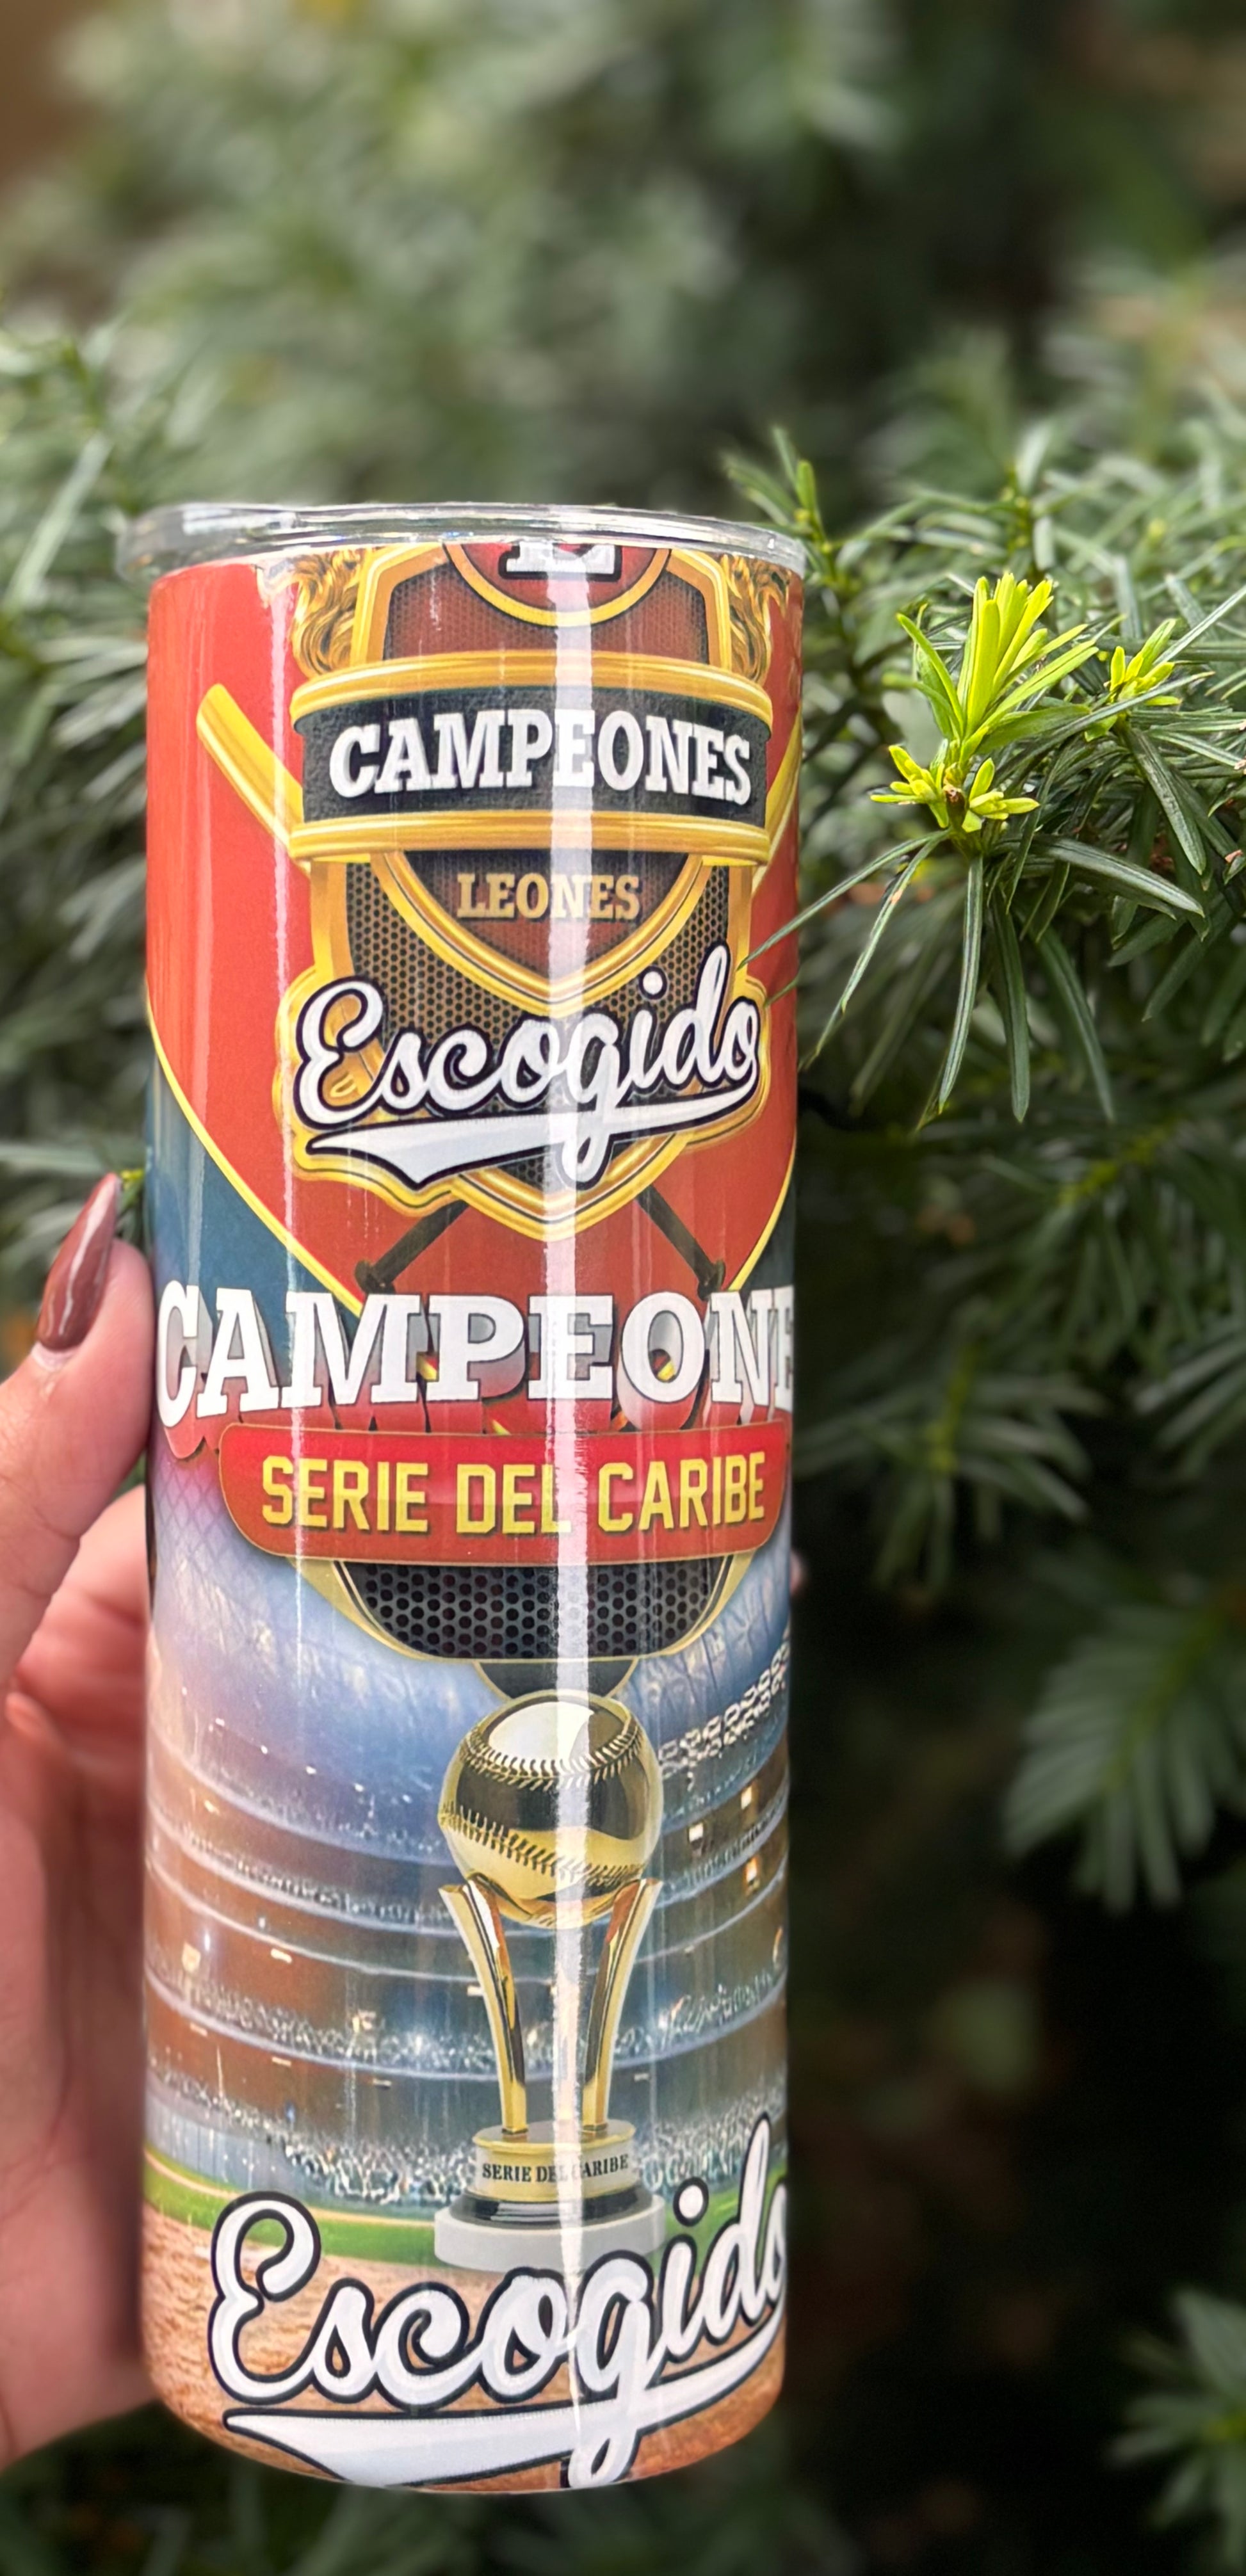 E
CAMPEONES
LEONES
Escogido
CAMPEONE
SERIE DEL CARIBE
SERIE DEL CARIBE
Escogido